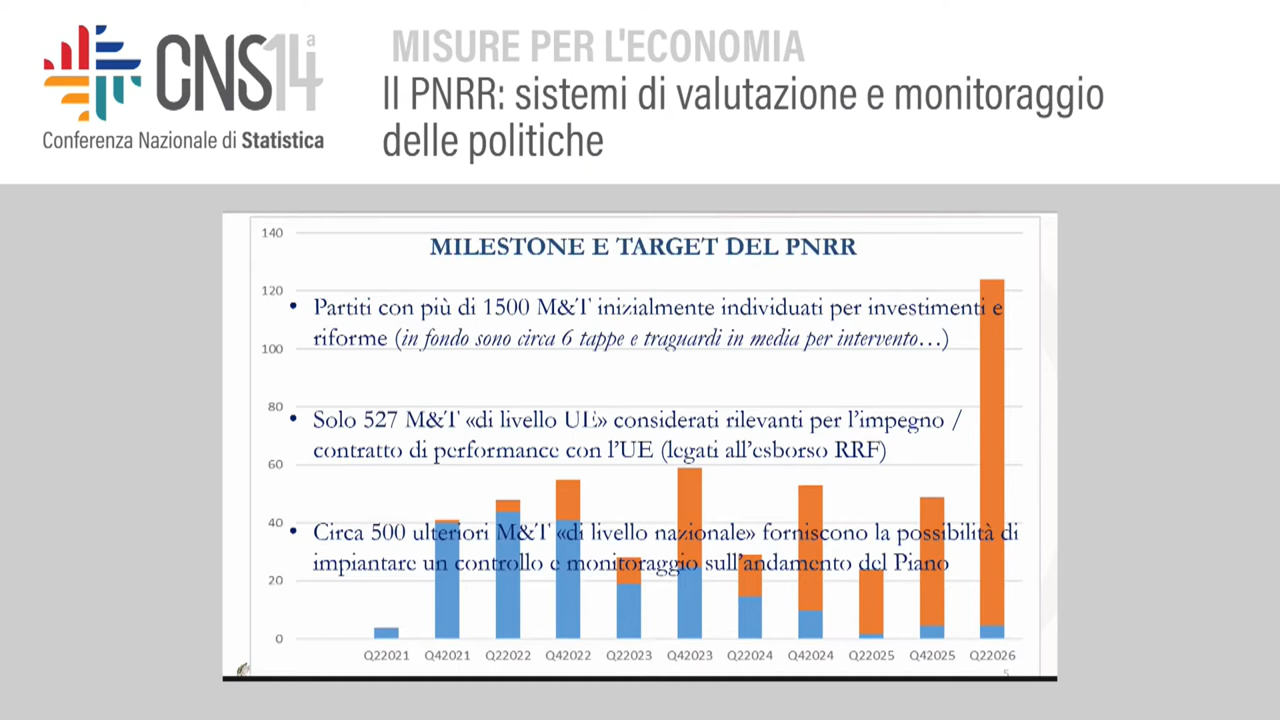 CNS14ª
Conferenza Nazionale di Statistica
MISURE PER L'ECONOMIA
Il PNRR: sistemi di valutazione e monitoraggio
delle politiche
MILESTONE E TARGET DEL PNRR
• Partiti con più di 1500 M&T inizialmente individuati per investimenti e
riforme (in fondo sono circa 6 tappe e traguardi in media per intervento…)
• Solo 527 M&T «di livello UE» considerati rilevanti per l'impegno /
contratto di performance con l'UE (legati all'esborso RRF)
• Circa 500 ulteriori M&T «di livello nazionale» forniscono la possibilità di
impiantare un controllo e monitoraggio sull'andamento del Piano
140
120
100
80
60
40
20
0
Q22021 Q42021 Q22022 Q42022 Q22023 Q42023 Q22024 Q42024 Q22025 Q42025 Q22026
5